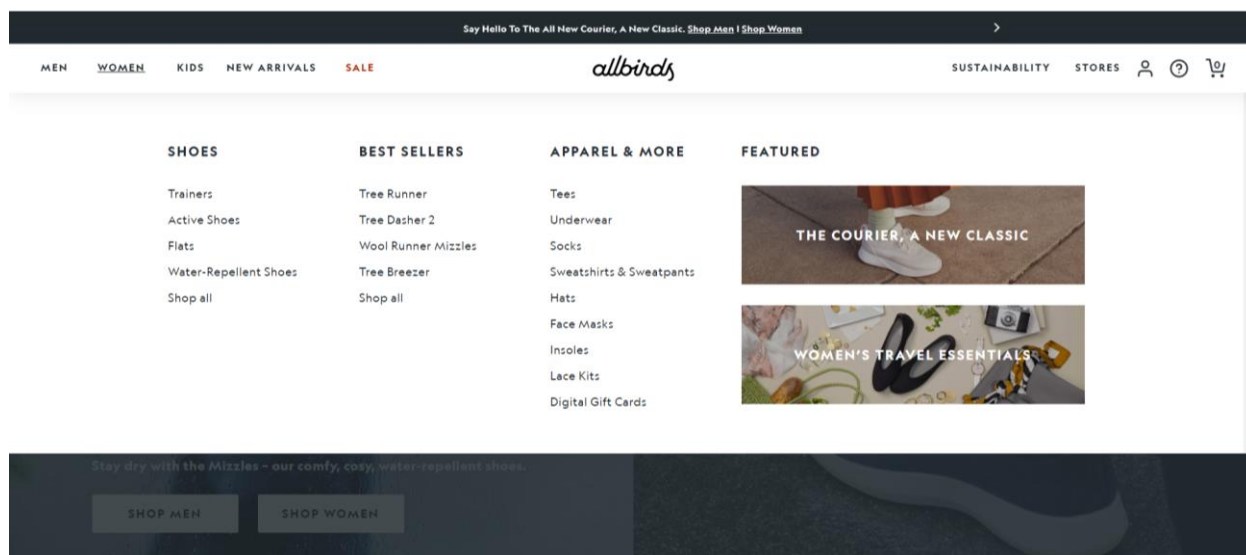 Say Hello To The All New Courier, A New Classic. Shop Men | Shop Women
MEN WOMEN KIDS NEW ARRIVALS SALE
allbirds
SUSTAINABILITY STORES
0
SHOES
Trainers
Active Shoes
Flats
Water-Repellent Shoes
Shop all
BEST SELLERS
Tree Runner
Tree Dasher 2
Wool Runner Mizzles
Tree Breezer
Shop all
APPAREL & MORE
Tees
Underwear
Socks
Sweatshirts & Sweatpants
Hats
Face Masks
Insoles
Lace Kits
Digital Gift Cards
FEATURED
THE COURIER, A NEW CLASSIC
WOMEN'S TRAVEL ESSENTIALS
Stay dry with the Mizzles – our comfy, cosy, water-repellent shoes.
SHOP MEN
SHOP WOMEN